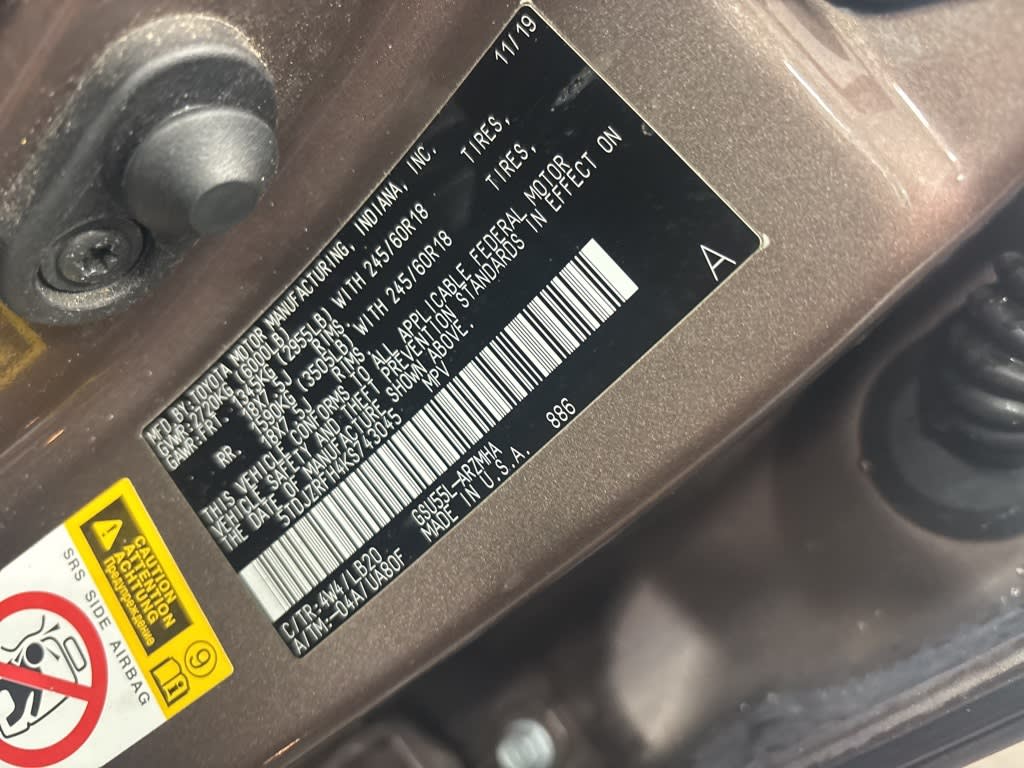 11/19
MFD. BY:TOYOTA MOTOR MANUFACTURING, INDIANA, INC.
GVWR:2720KG (6000LB)
GAWR:FRT. 1345KG (2955LB) WITH 245/60R18 TIRES,
18X7.5J RIMS
RR. 1590KG (3505LB) WITH 245/60R18 TIRES,
18X7.5J RIMS
THIS VEHICLE CONFORMS TO ALL APPLICABLE FEDERAL MOTOR
VEHICLE SAFETY AND THEFT PREVENTION STANDARDS IN EFFECT ON
THE DATE OF MANUFACTURE SHOWN ABOVE.
MPV
A
C/TR: 4W4/LB20
A/TM: -04A/UA80F
GSU55L-ARZMHA 886
MADE IN U.S.A.
CAUTION
ATTENTION
ACHTUNG
Предупреждение
9
SRS SIDE AIRBAG